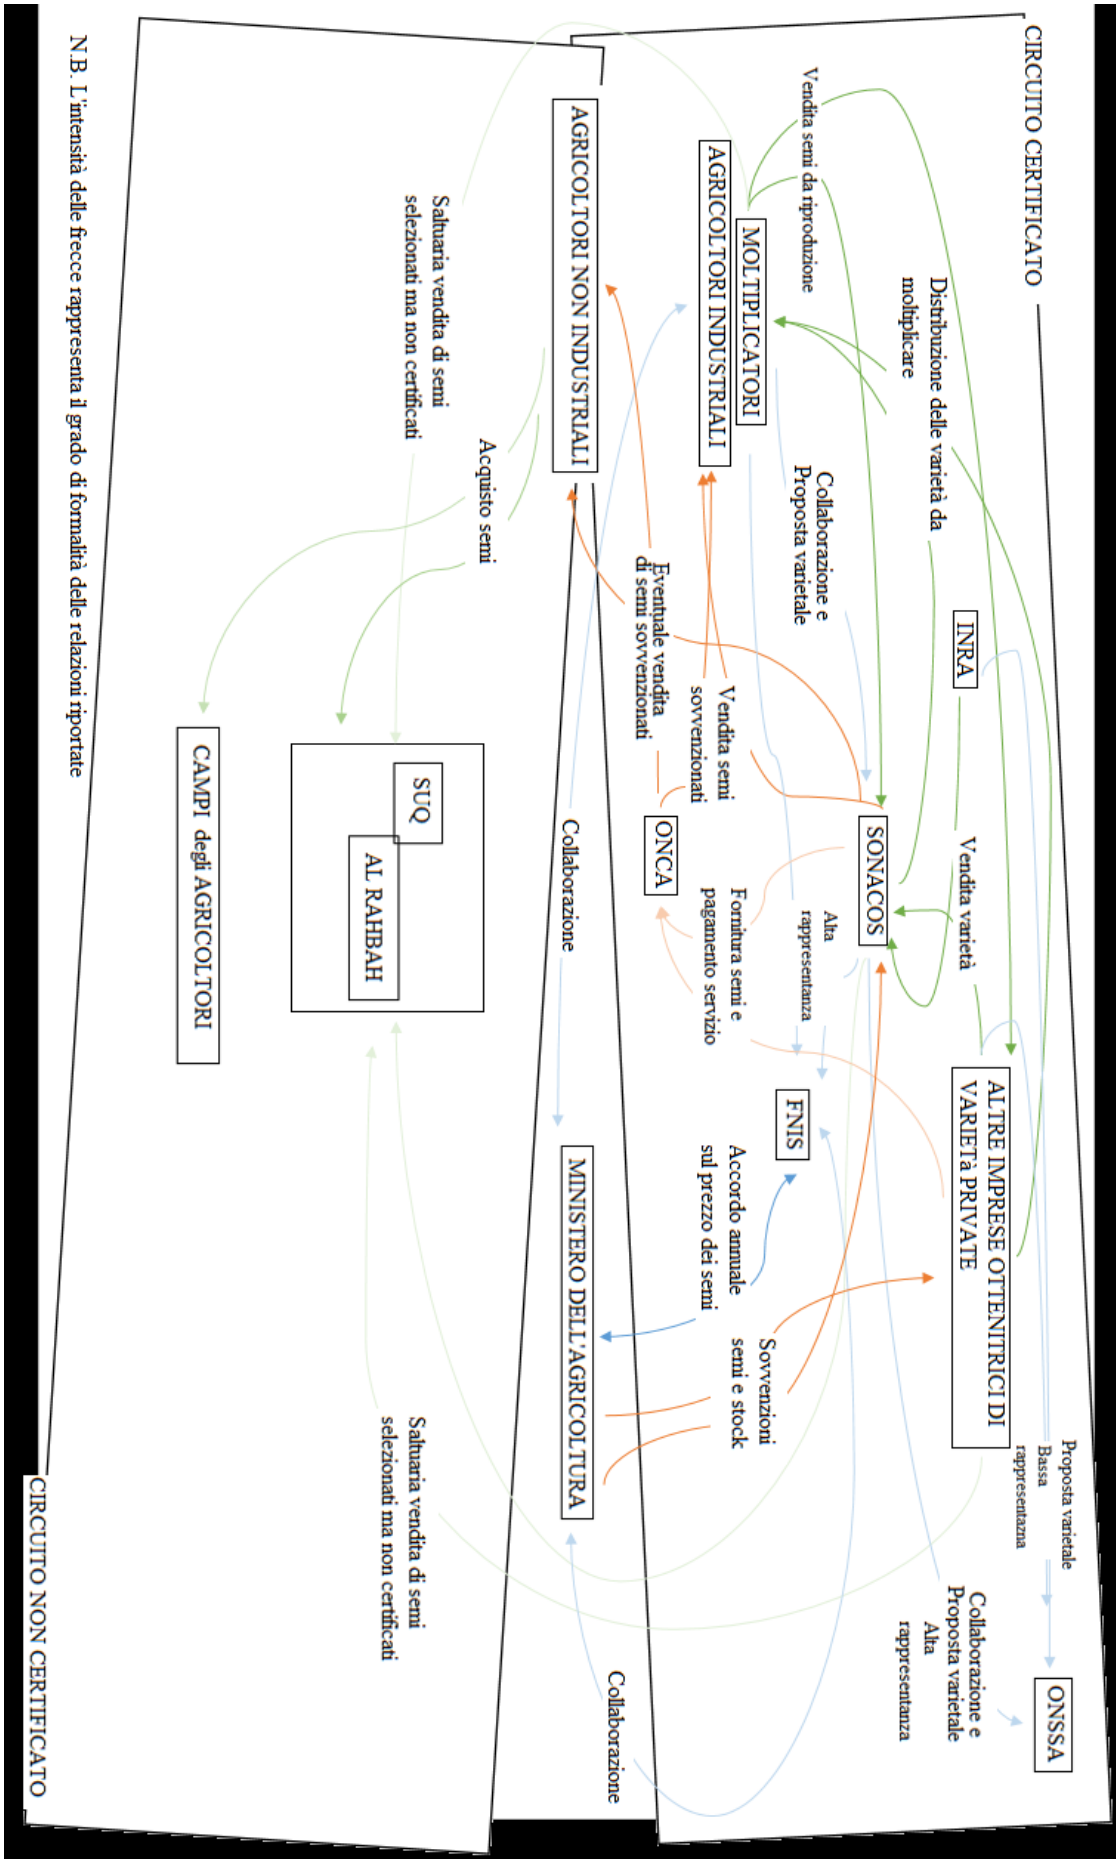 CIRCUITO CERTIFICATO
Proposta varietale
Bassa
rappresentazna
ONSSA
INRA
Vendita varietà
ALTRE IMPRESE OTTENITRICI DI
VARIETà PRIVATE
Distribuzione delle varietà da
moltiplicare
Collaborazione e
Proposta varietale
Alta
rappresentanza
SONACOS
Vendita semi da riproduzione
Collaborazione e
Proposta varietale
Alta
rappresentanza
FNIS
MOLTIPLICATORI
AGRICOLTORI INDUSTRIALI
Vendita semi
sovvenzionati
Fornitura semi e
pagamento servizio
Accordo annuale
sul prezzo dei semi
Sovvenzioni
semi e stock
Eventuale vendita
di semi sovvenzionati
ONCA
AGRICOLTORI NON INDUSTRIALI
Collaborazione
MINISTERO DELL'AGRICOLTURA
Collaborazione
Acquisto semi
Saltuaria vendita di semi
selezionati ma non certificati
SUQ
AL RAHBAH
Saltuaria vendita di semi
selezionati ma non certificati
CAMPI degli AGRICOLTORI
N.B. L'intensità delle frecce rappresenta il grado di formalità delle relazioni riportate
CIRCUITO NON CERTIFICATO